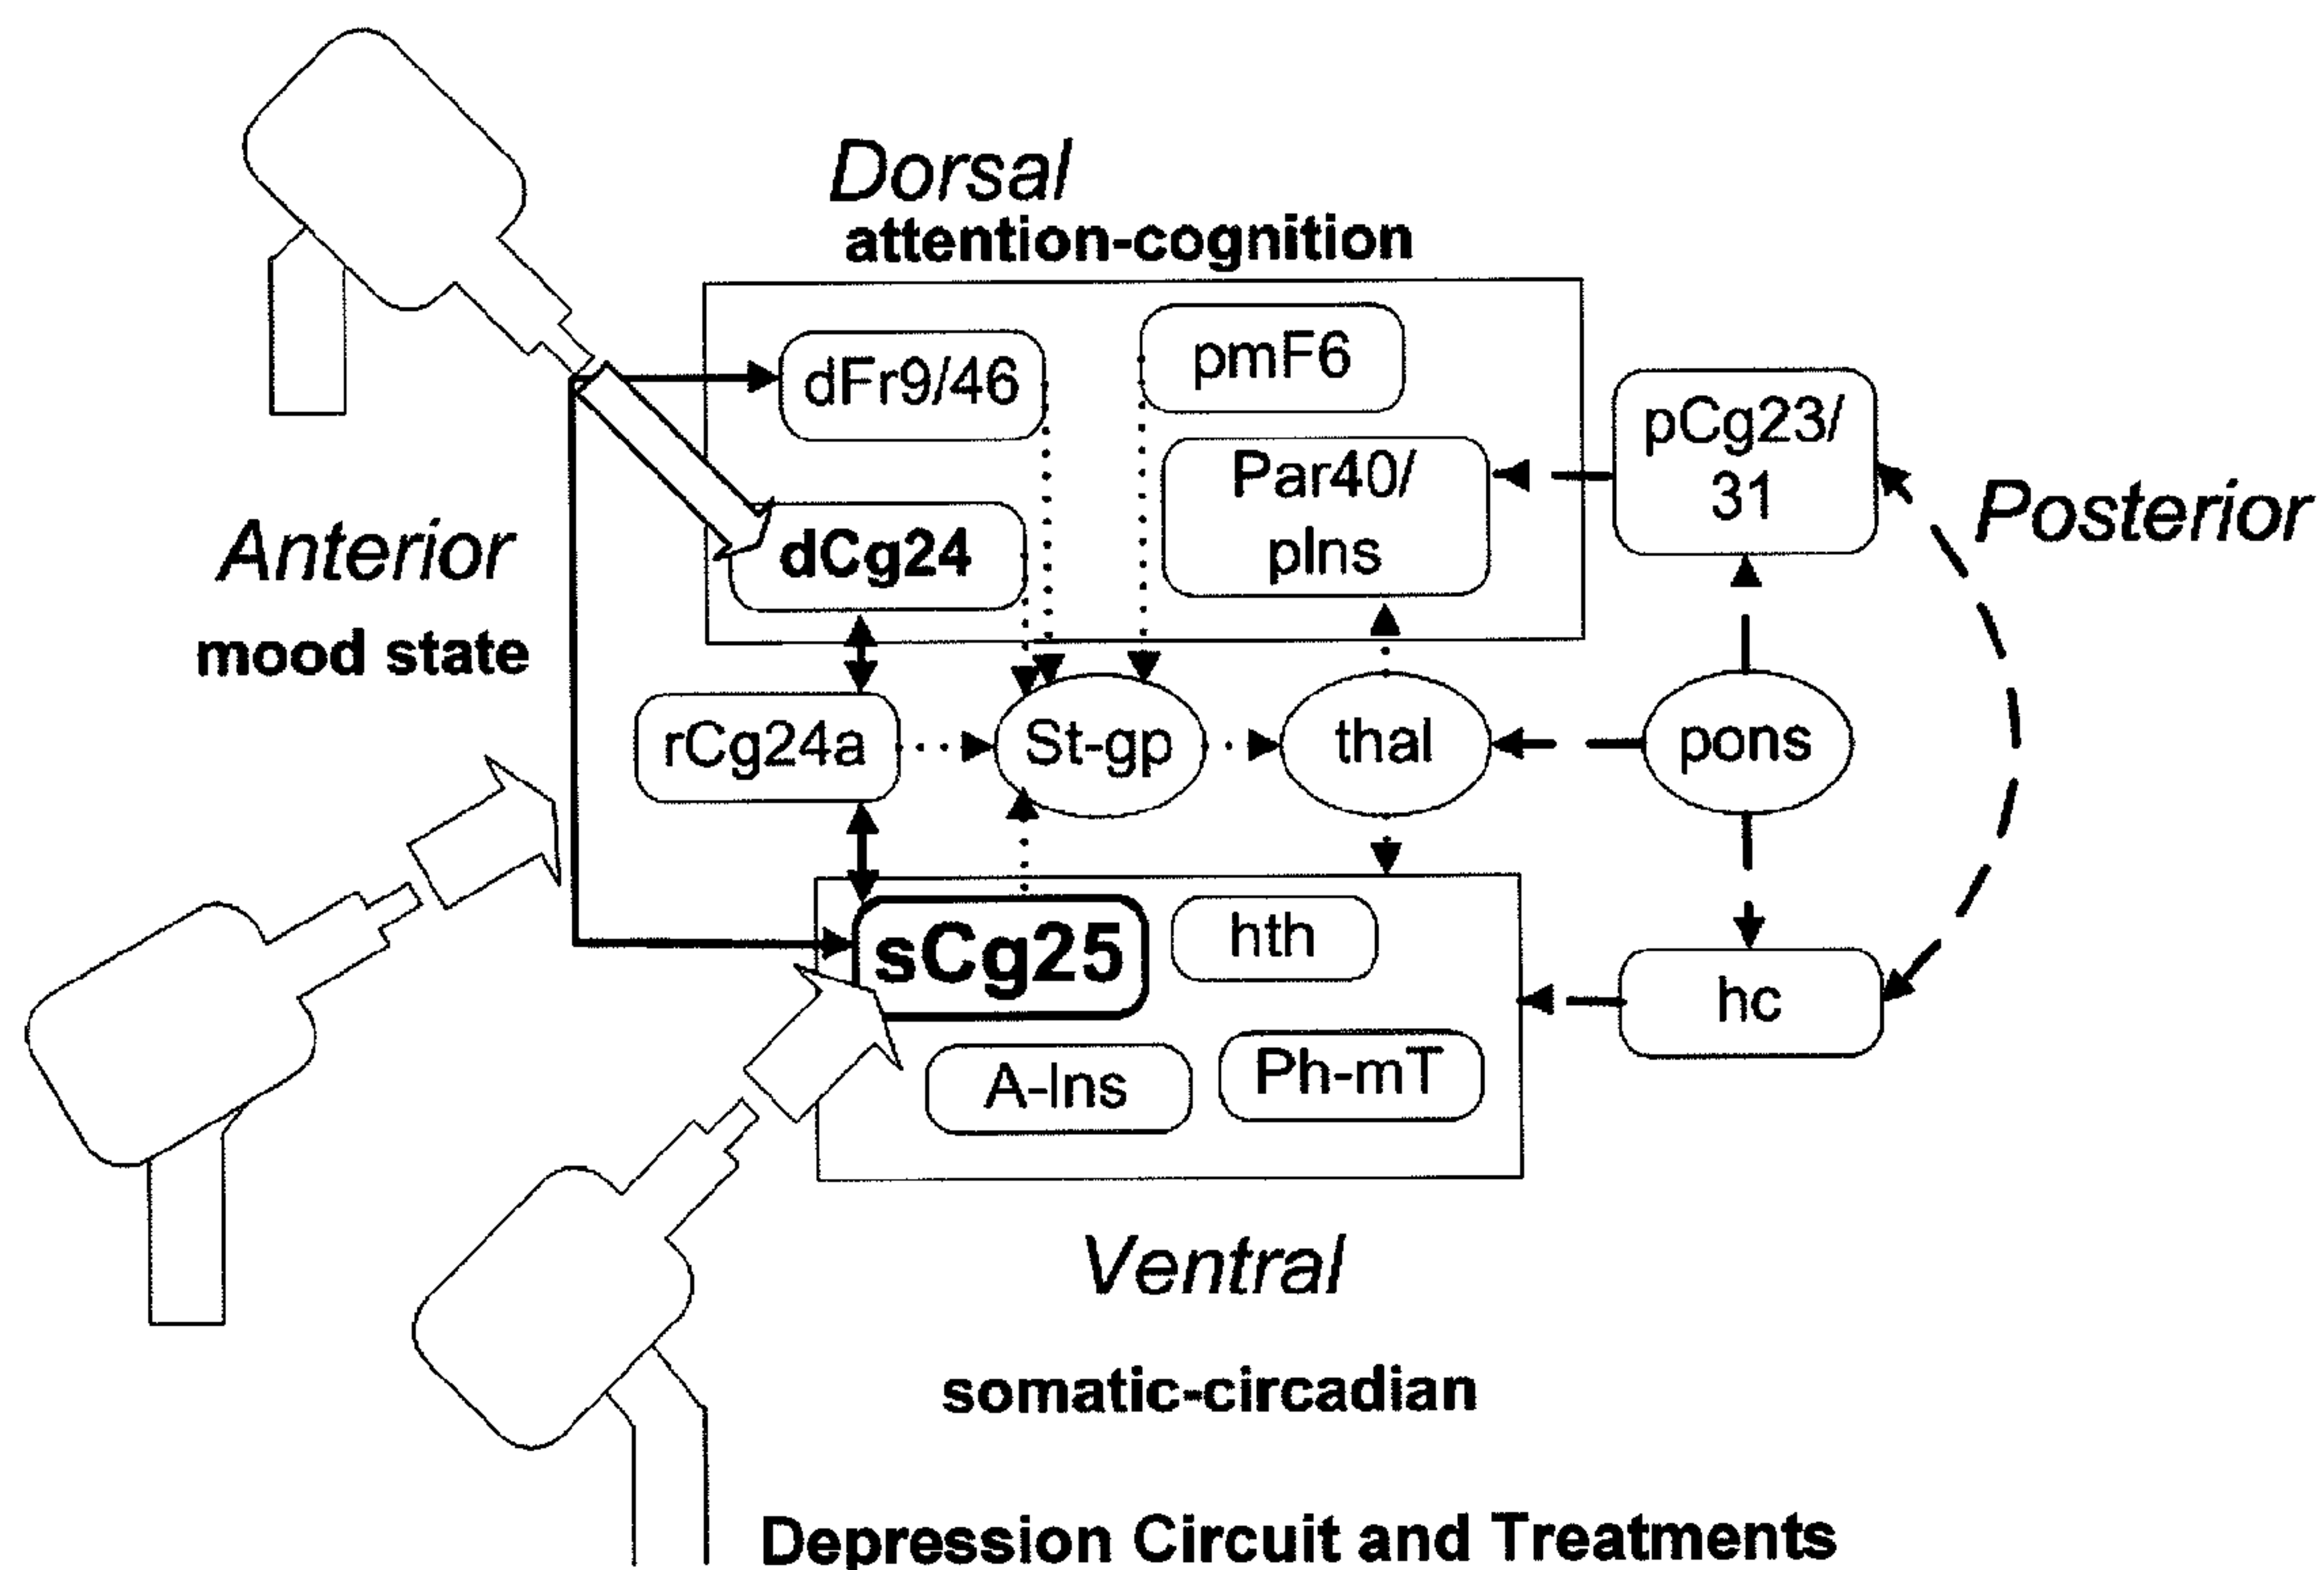 Dorsal
attention-cognition
dFr9/46
pmF6
pCg23/
31
Par40/
pIns
dCg24
Anterior
mood state
Posterior
rCg24a
St-gp
thal
pons
sCg25
hth
hc
A-Ins
Ph-mT
Ventral
somatic-circadian
Depression Circuit and Treatments